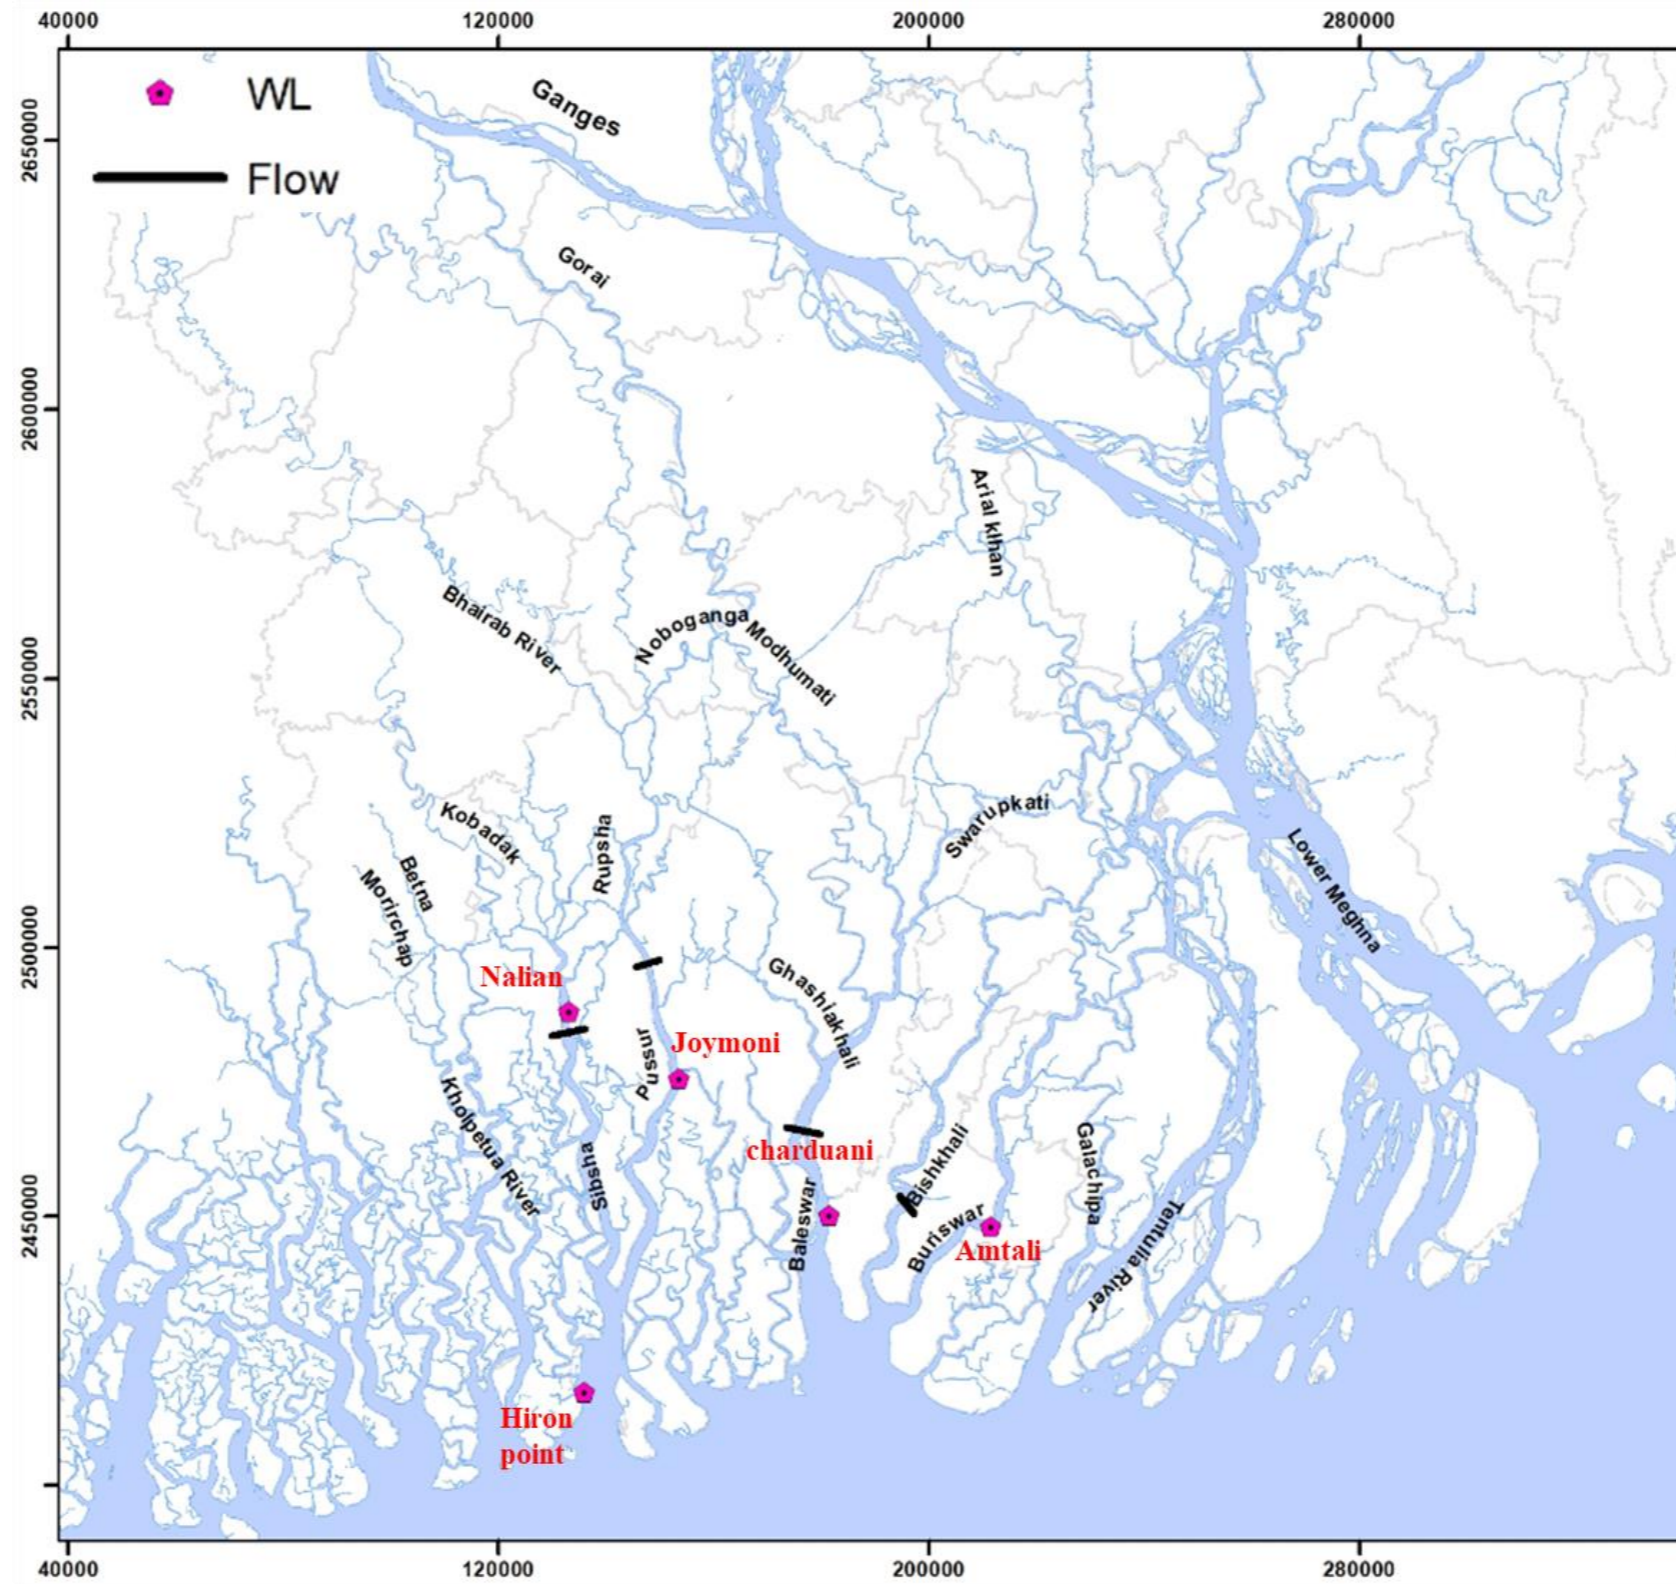 40000 120000 200000 280000
WL
Flow
2650000
2600000
2550000
2500000
2450000
Ganges
Gorai
Arial klhan
Bhairab River
Noboganga
Modhumati
Kobadak
Rupsha
Swarupkati
Betna
Morirchap
Lower Meghna
Nalian
Ghashiakhali
Pussur
Joymoni
Kholpetua River
Sibsha
charduani
Bishkhali
Galachipa
Baleswar
Buriswar
Amtali
Tentulia River
Hiron
point
40000 120000 200000 280000